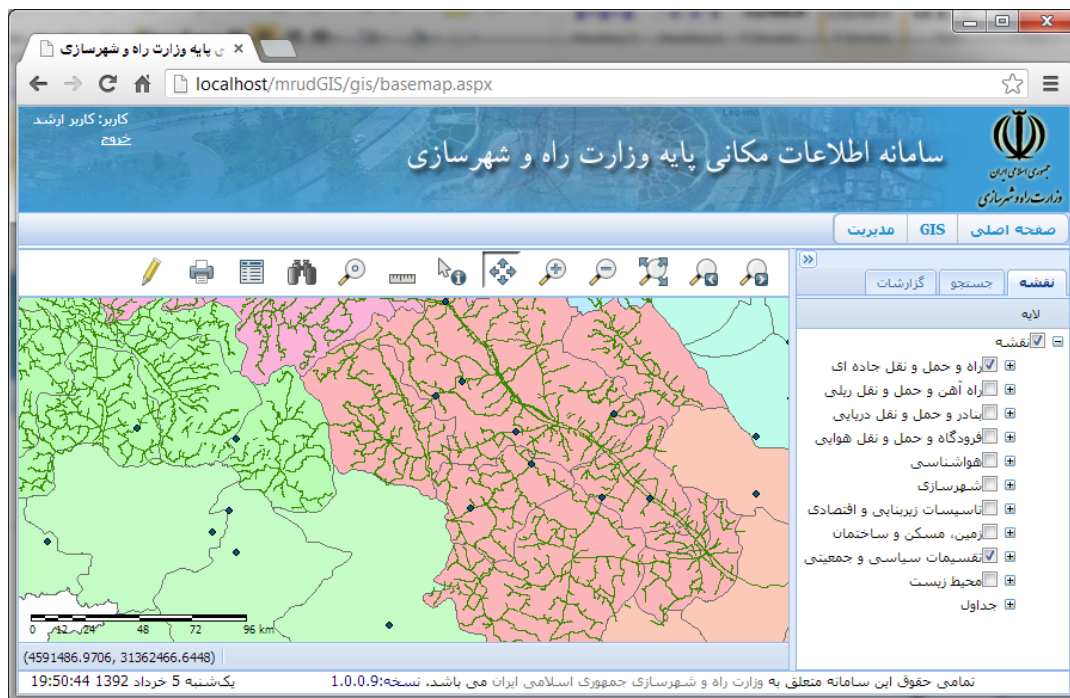 ی پایه وزارت راه و شهرسازی
localhost/mrudGIS/gis/basemap.aspx
کاربر: کاربر ارشد
خروج
سامانه اطلاعات مکانی پایه وزارت راه و شهرسازی
جمهوری اسلامی ایران
وزارت راه و شهرسازی
صفحه اصلی
GIS
مدیریت
نقشه
جستجو
گزارشات
لایه
نقشه
راه و حمل و نقل جاده ای
راه آهن و حمل و نقل ریلی
بنادر و حمل و نقل دریایی
فرودگاه و حمل و نقل هوایی
هواشناسی
شهرسازی
تاسیسات زیربنایی و اقتصادی
زمین، مسکن و ساختمان
تقسیمات سیاسی و جمعیتی
محیط زیست
جداول
0 12 24 48 72 96 km
(4591486.9706, 31362466.6448)
تمامی حقوق این سامانه متعلق به وزارت راه و شهرسازی جمهوری اسلامی ایران می باشد. نسخه:1.0.0.9
یک‌شنبه 5 خرداد 1392 19:50:44